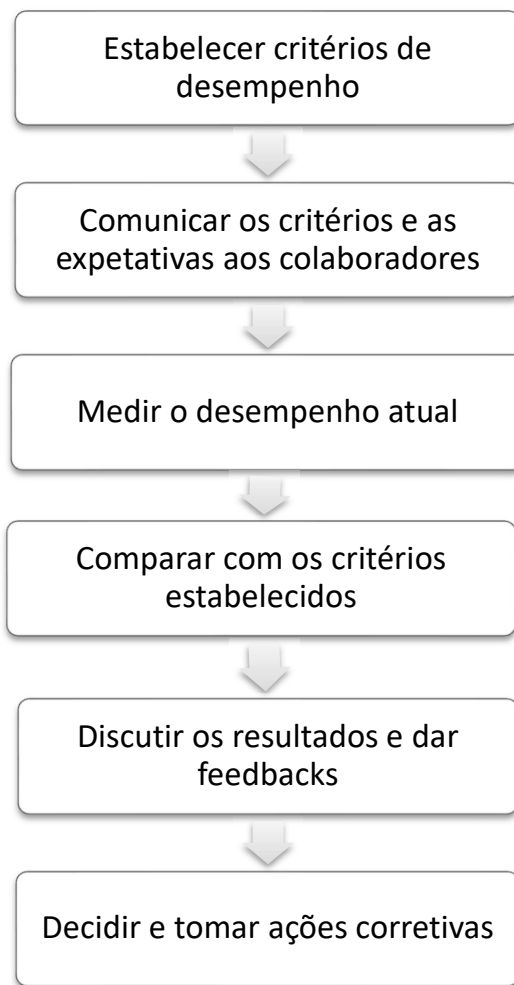 Estabelecer critérios de
desempenho
Comunicar os critérios e as
expetativas aos colaboradores
Medir o desempenho atual
Comparar com os critérios
estabelecidos
Discutir os resultados e dar
feedbacks
Decidir e tomar ações corretivas